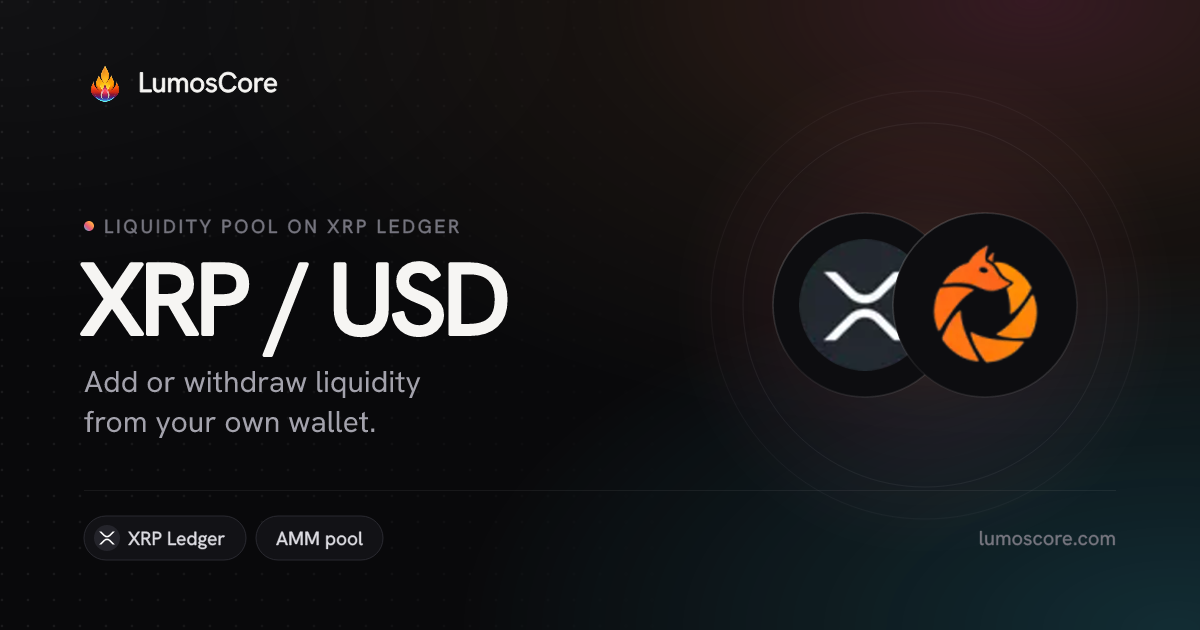 LumosCore
LIQUIDITY POOL ON XRP LEDGER
XRP / USD
Add or withdraw liquidity
from your own wallet.
XRP Ledger
AMM pool
lumoscore.com